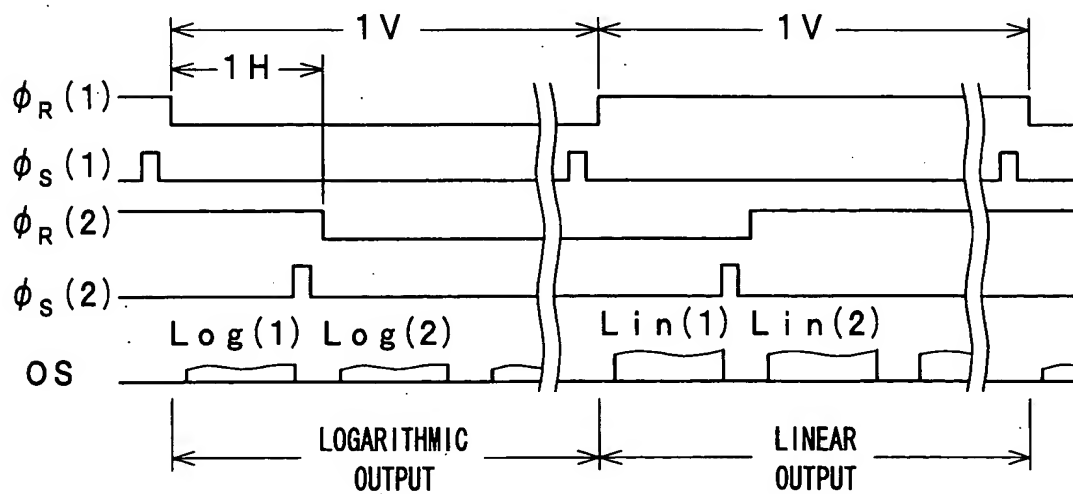 1V 1V
1H
ϕR(1)
ϕS(1)
ϕR(2)
ϕS(2)
Log(1) Log(2) Lin(1) Lin(2)
OS
LOGARITHMIC OUTPUT
LINEAR OUTPUT